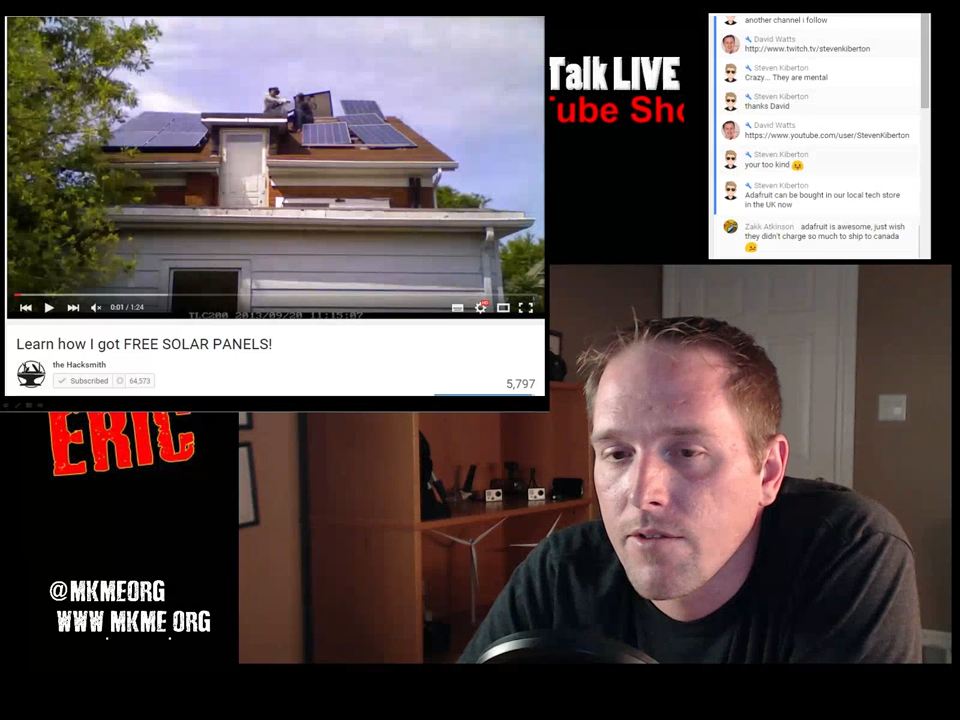 another channel i follow
David Watts
http://www.twitch.tv/stevenkiberton
Steven Kiberton
Crazy... They are mental
Steven Kiberton
thanks David
David Watts
https://www.youtube.com/user/StevenKiberton
Steven Kiberton
your too kind
Steven Kiberton
Adafruit can be bought in our local tech store
in the UK now
Zakk Atkinson adafruit is awesome, just wish
they didn't charge so much to ship to canada
Talk LIVE
Tube Sho
0:01 / 1:24
TLC200 2013/09/20 11:15:07
Learn how I got FREE SOLAR PANELS!
the Hacksmith
Subscribed 64,573
5,797
ERIC
@MKMEORG
WWW MKME ORG